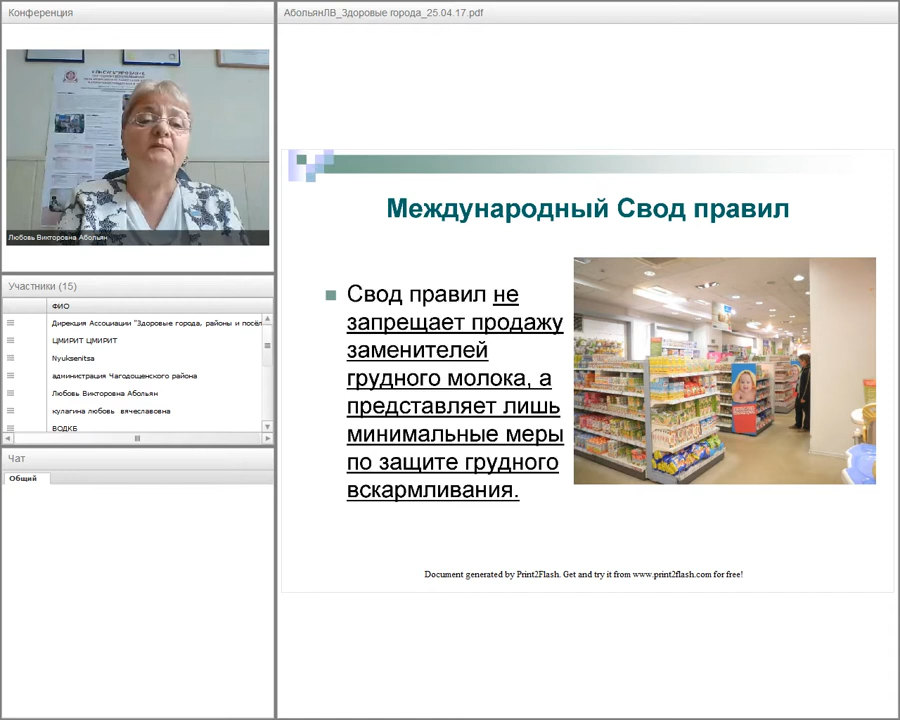 Конференция
Любовь Викторовна Абольян
Участники (15)
ФИО
Дирекция Ассоциации "Здоровые города, районы и посёл
ЦМИРИТ ЦМИРИТ
Nyuksenitsa
администрация Чагодощенского района
Любовь Викторовна Абольян
кулагина любовь вячеславовна
ВОДКБ
Чат
Общий
АбольянЛВ_Здоровые города_25.04.17.pdf
Международный Свод правил
Свод правил не
запрещает продажу
заменителей
грудного молока, а
представляет лишь
минимальные меры
по защите грудного
вскармливания.
Document generated by Print2Flash. Get and try it from www.print2flash.com for free!